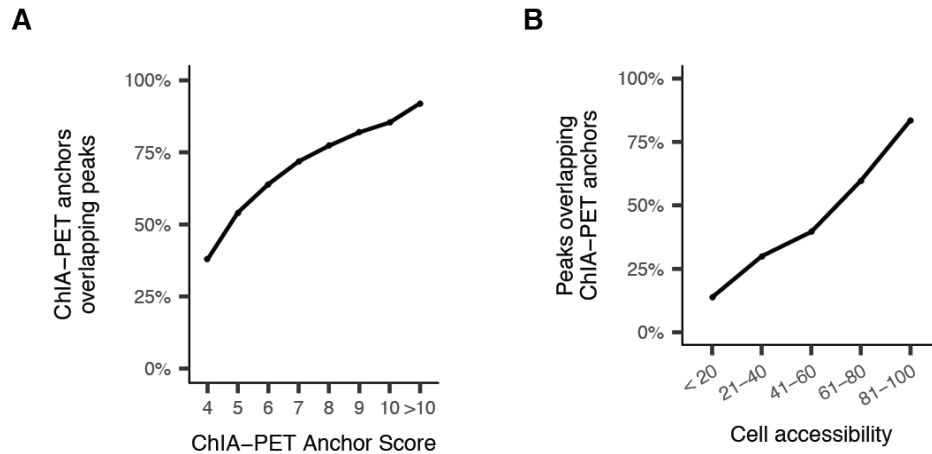 A
ChIA−PET anchors
overlapping peaks
100%
75%
50%
25%
0%
4 5 6 7 8 9 10 >10
ChIA−PET Anchor Score
B
Peaks overlapping
ChIA−PET anchors
100%
75%
50%
25%
0%
< 20 21−40 41−60 61−80 81−100
Cell accessibility